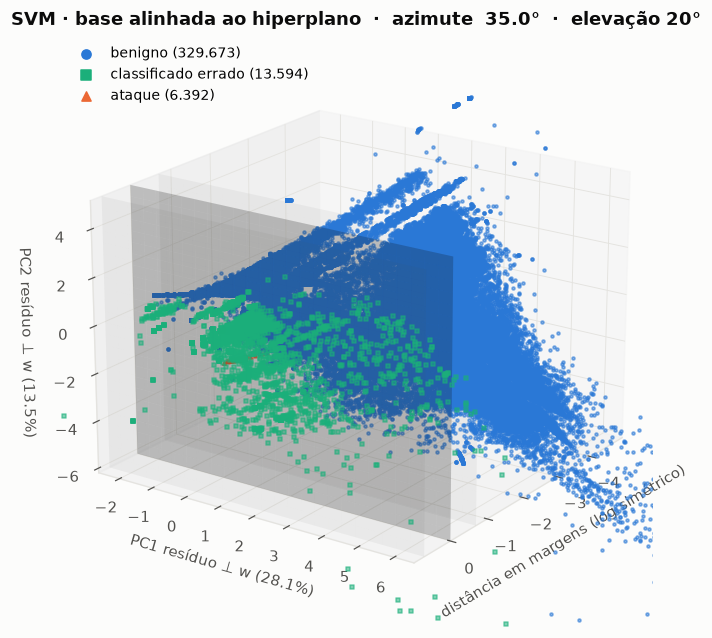 SVM · base alinhada ao hiperplano · azimute 35.0° · elevação 20°
benigno (329.673)
classificado errado (13.594)
ataque (6.392)
4
2
0
−2
−4
−6
PC2 resíduo ⊥ w (13.5%)
−2
−1
0
1
2
3
4
5
6
PC1 resíduo ⊥ w (28.1%)
0
−1
−2
−3
−4
distância em margens (log simétrico)